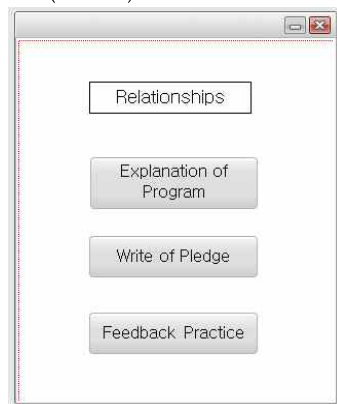 Relationships
Explanation of
Program
Write of Pledge
Feedback Practice